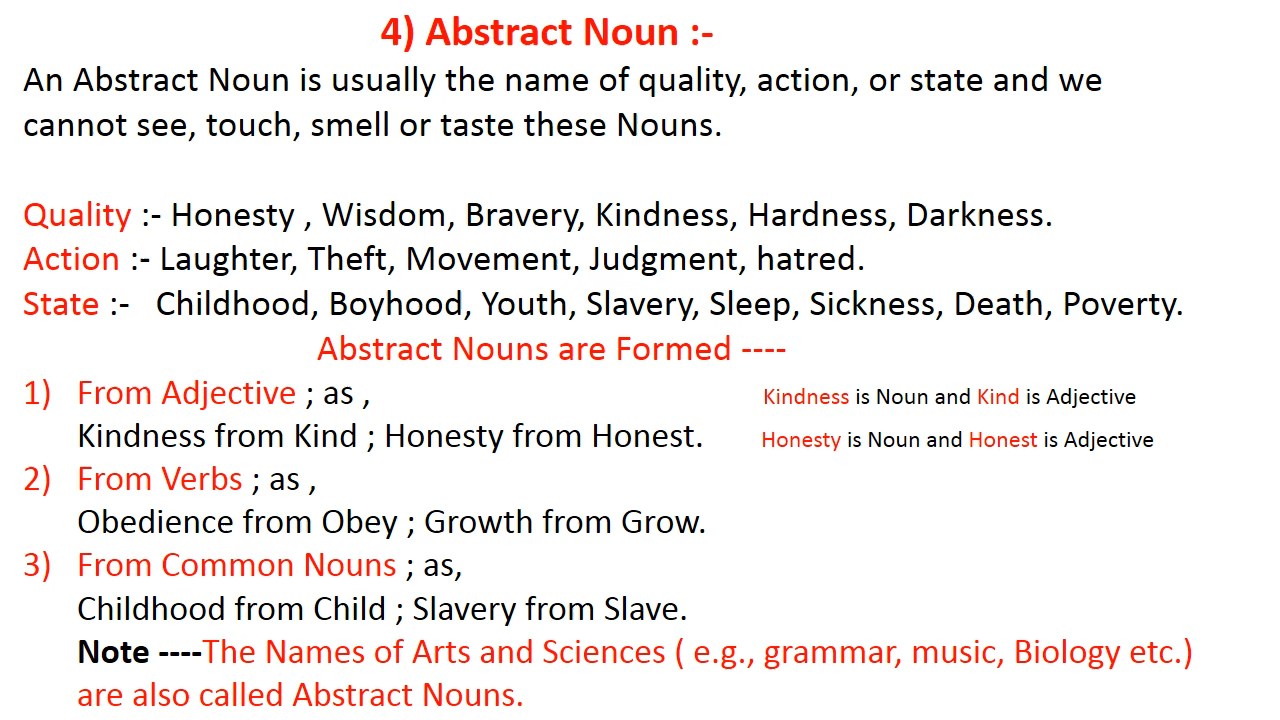 4) Abstract Noun :-
An Abstract Noun is usually the name of quality, action, or state and we
cannot see, touch, smell or taste these Nouns.
Quality :- Honesty , Wisdom, Bravery, Kindness, Hardness, Darkness.
Action :- Laughter, Theft, Movement, Judgment, hatred.
State :- Childhood, Boyhood, Youth, Slavery, Sleep, Sickness, Death, Poverty.
Abstract Nouns are Formed ----
1) From Adjective ; as ,
Kindness is Noun and Kind is Adjective
Kindness from Kind ; Honesty from Honest.
Honesty is Noun and Honest is Adjective
2) From Verbs ; as ,
Obedience from Obey ; Growth from Grow.
3) From Common Nouns ; as,
Childhood from Child ; Slavery from Slave.
Note ----The Names of Arts and Sciences ( e.g., grammar, music, Biology etc.)
are also called Abstract Nouns.